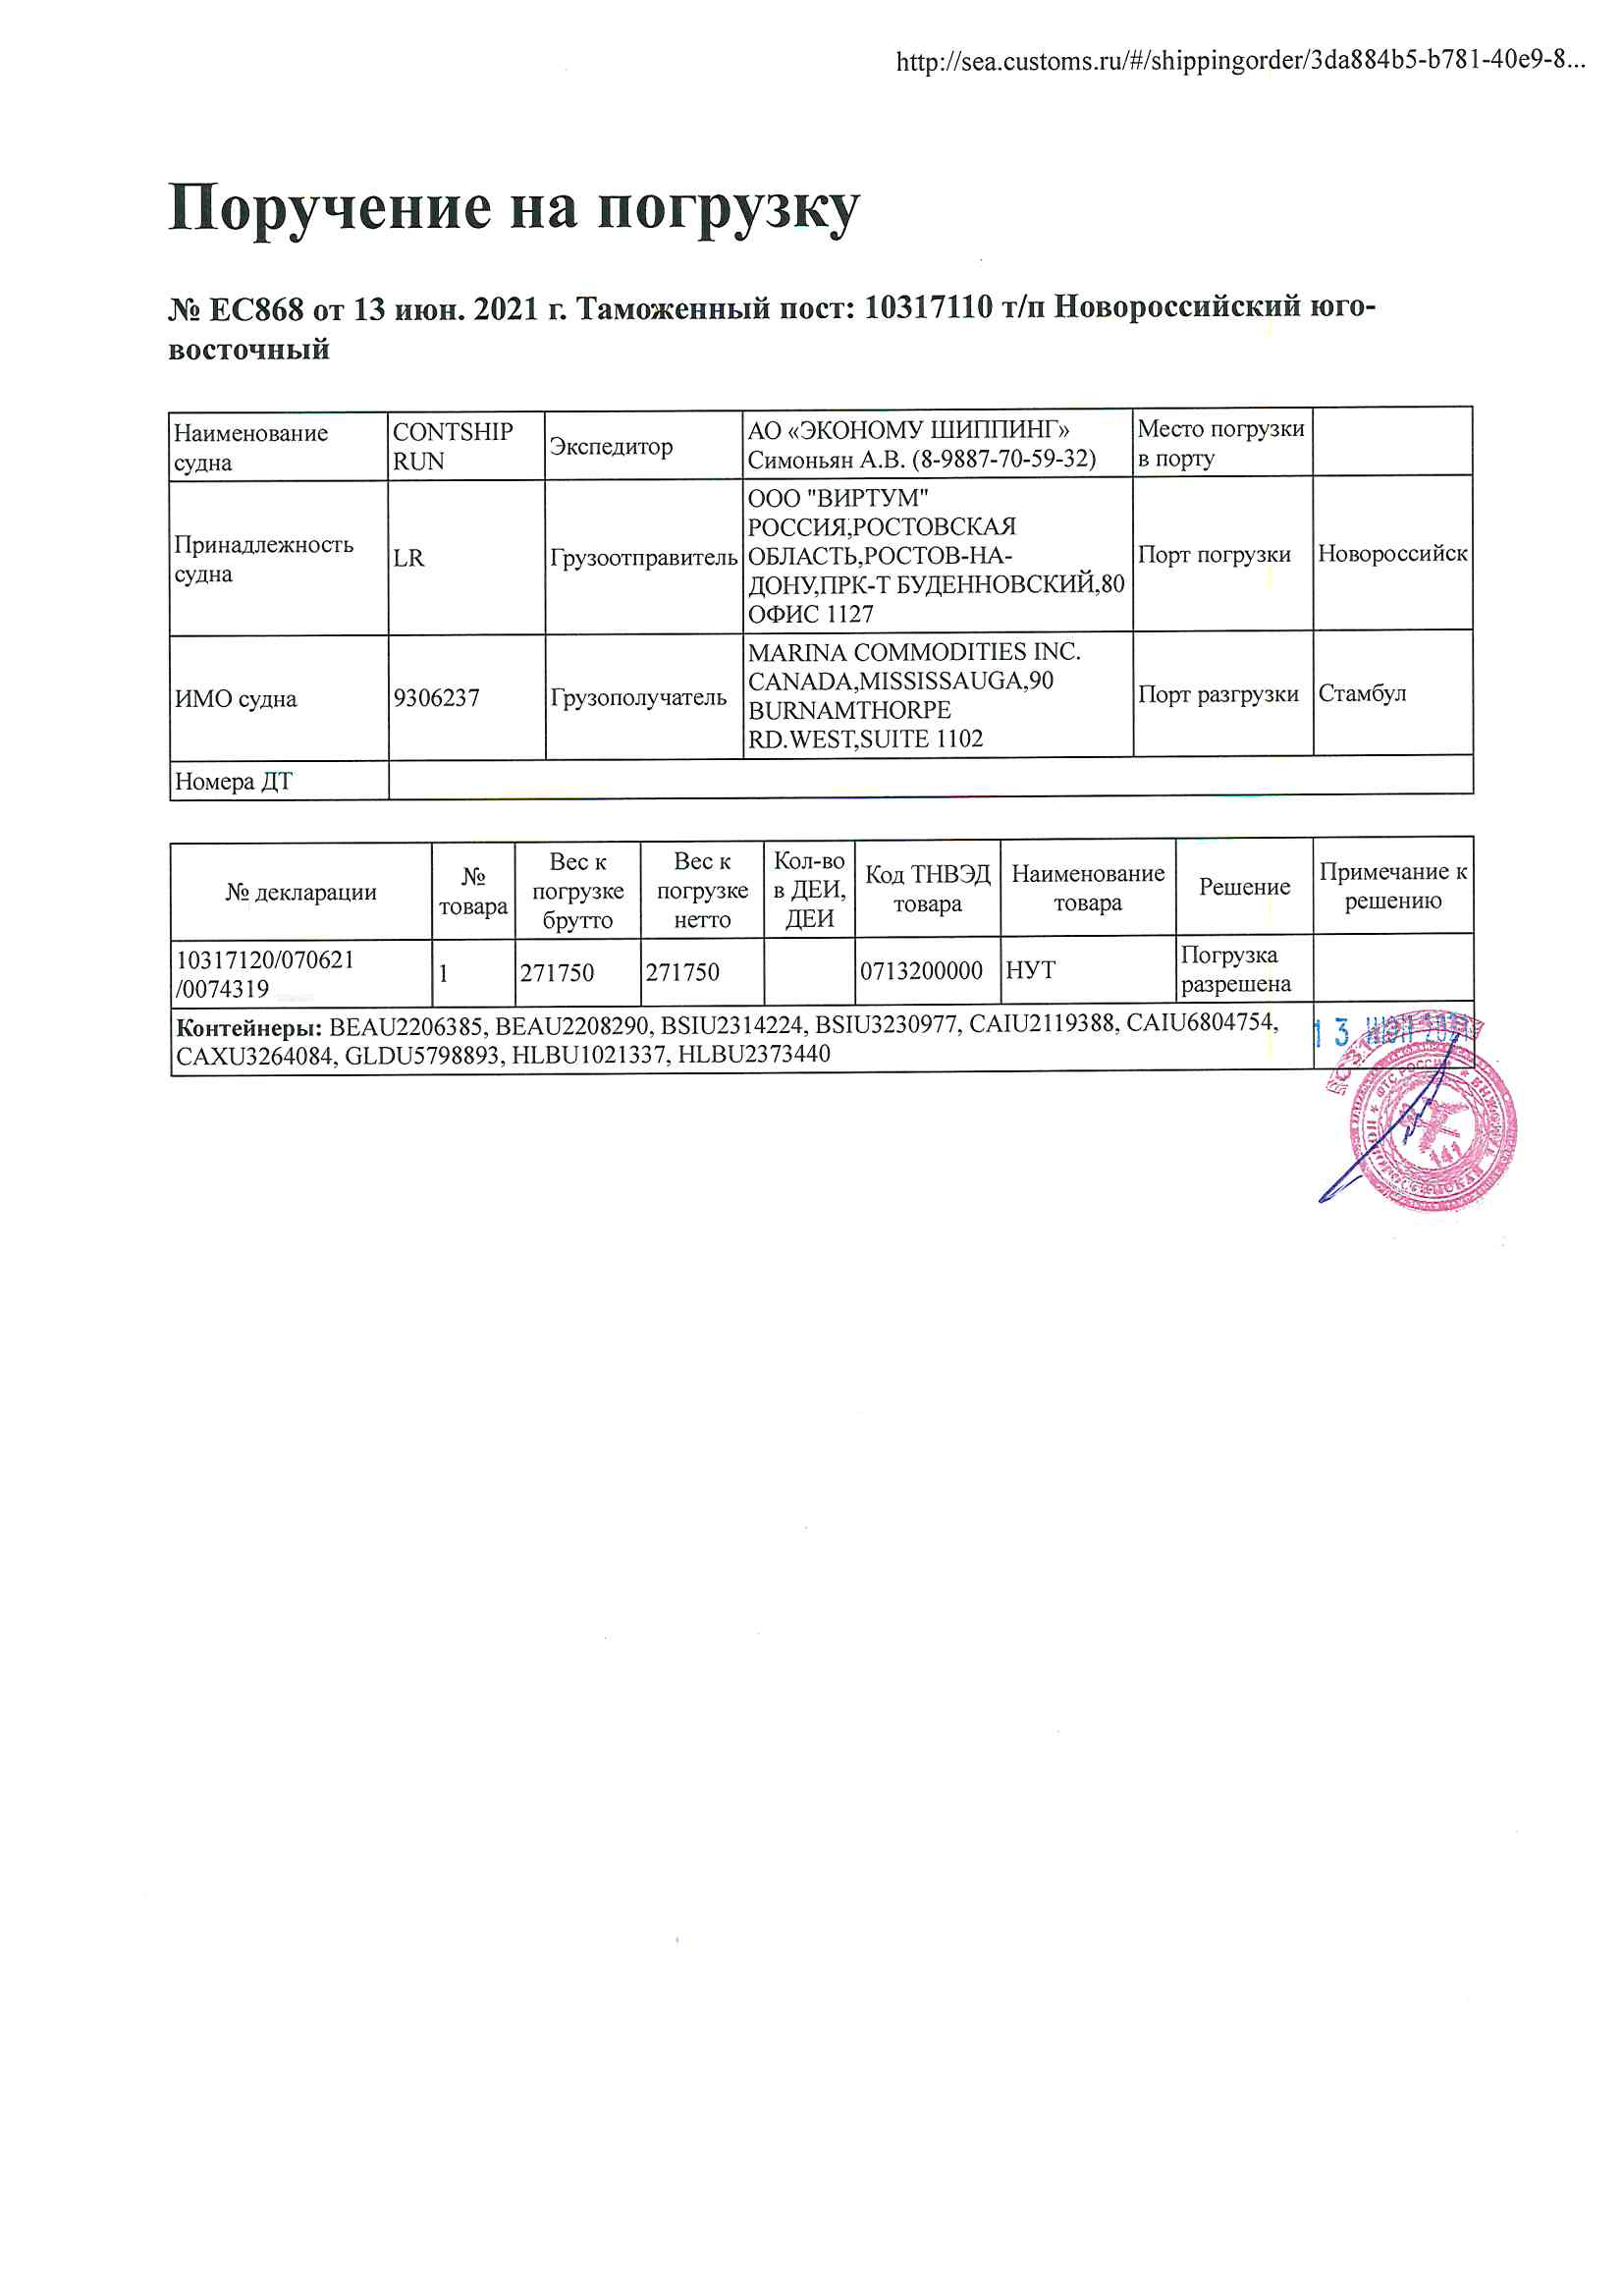 http://sea.customs.ru/#/shippingorder/3da884b5-b781-40e9-8...
Поручение на погрузку
№ EC868 от 13 июн. 2021 г. Таможенный пост: 10317110 т/п Новороссийский юго-
восточный
Наименование
судна
CONTSHIP
RUN
Экспедитор
АО «ЭКОНОМУ ШИППИНГ»
Симоньян А.В. (8-9887-70-59-32)
Место погрузки
в порту
Принадлежность
судна
LR
Грузоотправитель
ООО "ВИРТУМ"
РОССИЯ,РОСТОВСКАЯ
ОБЛАСТЬ,РОСТОВ-НА-
ДОНУ,ПРК-Т БУДЕННОВСКИЙ,80
ОФИС 1127
Порт погрузки
Новороссийск
ИМО судна
9306237
Грузополучатель
MARINA COMMODITIES INC.
CANADA,MISSISSAUGA,90
BURNAMTHORPE
RD.WEST,SUITE 1102
Порт разгрузки
Стамбул
Номера ДТ
№ декларации
№
товара
Вес к
погрузке
брутто
Вес к
погрузке
нетто
Кол-во
в ДЕИ,
ДЕИ
Код ТНВЭД
товара
Наименование
товара
Решение
Примечание к
решению
10317120/070621
/0074319
1
271750
271750
0713200000
НУТ
Погрузка
разрешена
Контейнеры: BEAU2206385, BEAU2208290, BSIU2314224, BSIU3230977, CAIU2119388, CAIU6804754,
CAXU3264084, GLDU5798893, HLBU1021337, HLBU2373440
13 ИЮН 2021
ФТС РОССИИ
141